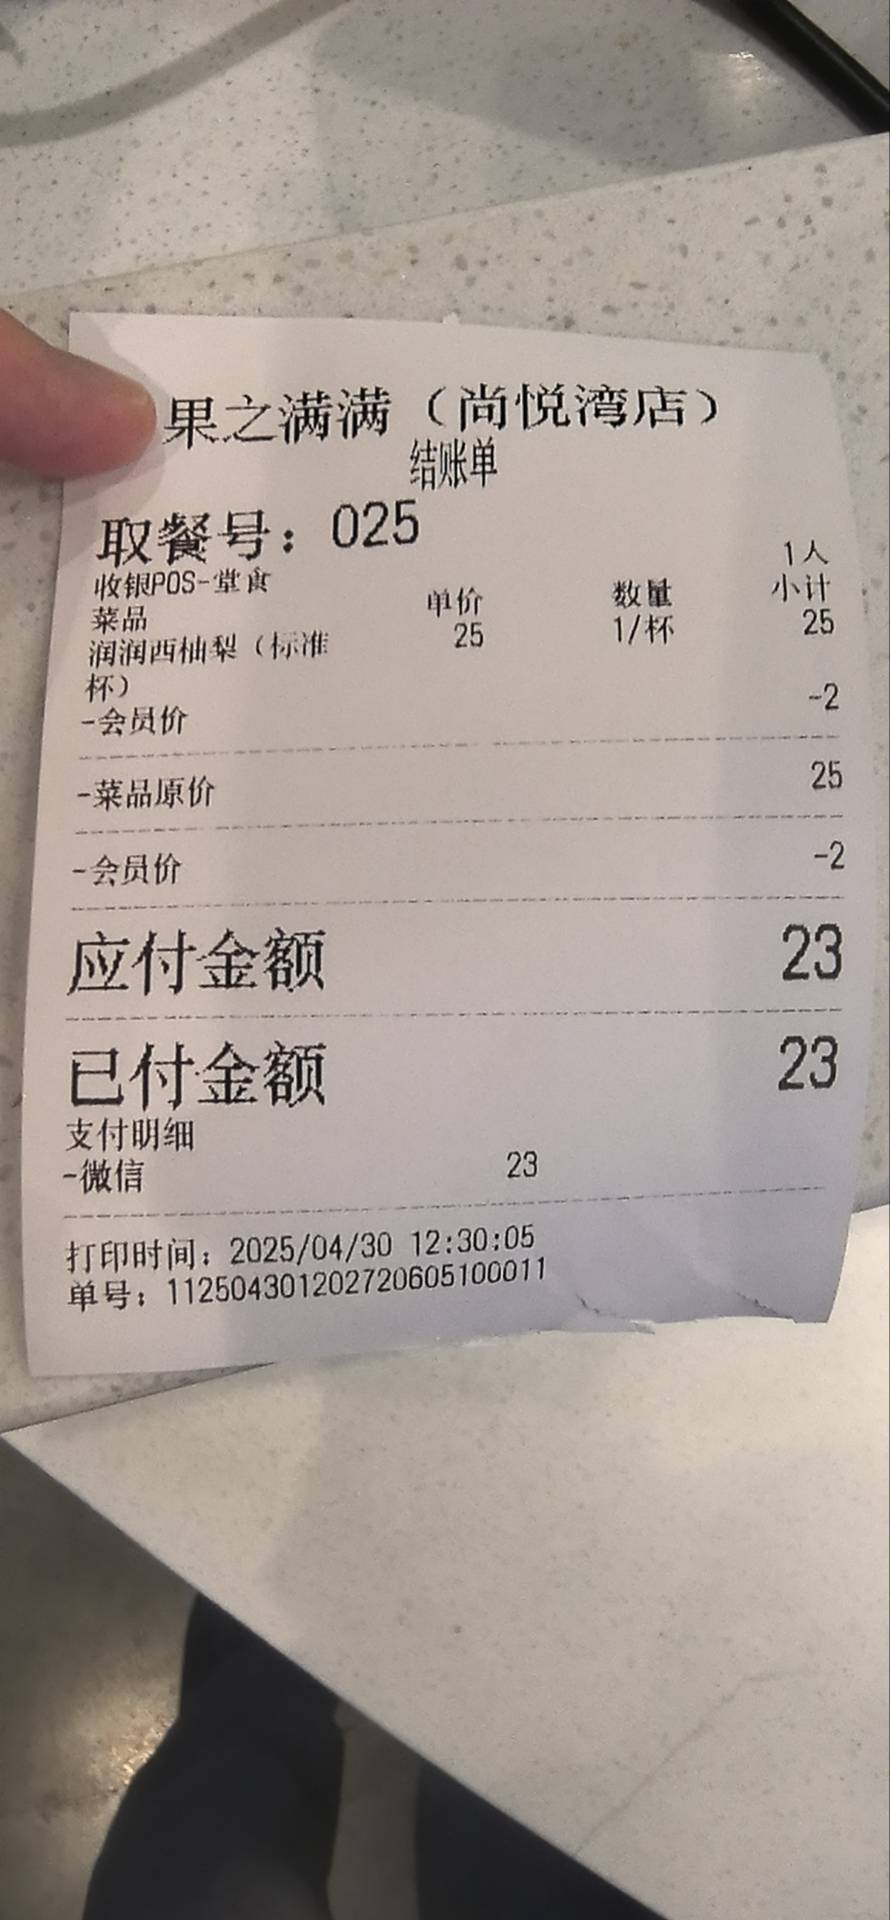 果之满满（尚悦湾店）
结账单
取餐号：025
1人
收银POS-堂食
菜品 单价 数量 小计
润润西柚梨（标准 25 1/杯 25
杯）
-会员价 -2
-菜品原价 25
-会员价 -2
应付金额 23
已付金额 23
支付明细
-微信 23
打印时间：2025/04/30 12:30:05
单号：112504301202720605100011